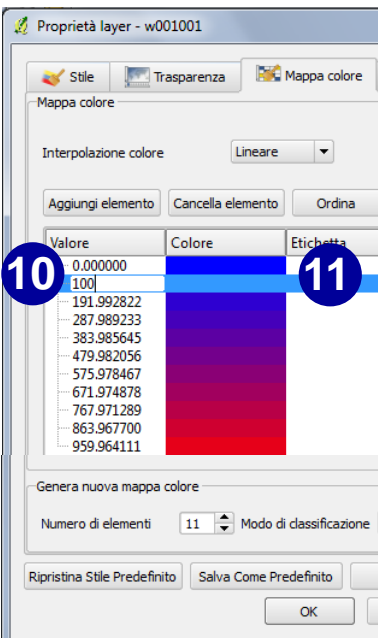 Proprietà layer - w001001
Stile Trasparenza Mappa colore
Mappa colore
Interpolazione colore Lineare
Aggiungi elemento Cancella elemento Ordina
Valore Colore Etichetta
0.000000
10 100 11
191.992822
287.989233
383.985645
479.982056
575.978467
671.974878
767.971289
863.967700
959.964111
Genera nuova mappa colore
Numero di elementi 11 Modo di classificazione
Ripristina Stile Predefinito Salva Come Predefinito
OK